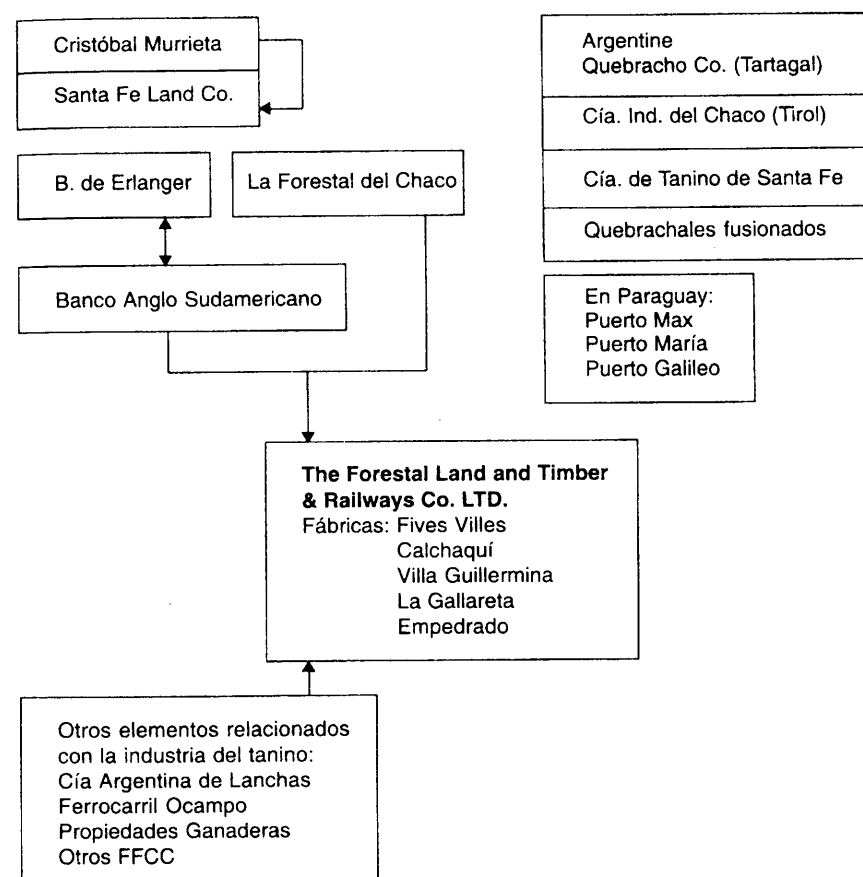 Cristóbal Murrieta
Santa Fe Land Co.
B. de Erlanger
La Forestal del Chaco
Banco Anglo Sudamericano
Argentine
Quebracho Co. (Tartagal)
Cía. Ind. del Chaco (Tirol)
Cía. de Tanino de Santa Fe
Quebrachales fusionados
En Paraguay:
Puerto Max
Puerto María
Puerto Galileo
The Forestal Land and Timber
& Railways Co. LTD.
Fábricas: Fives Villes
Calchaquí
Villa Guillermina
La Gallareta
Empedrado
Otros elementos relacionados
con la industria del tanino:
Cía Argentina de Lanchas
Ferrocarril Ocampo
Propiedades Ganaderas
Otros FFCC